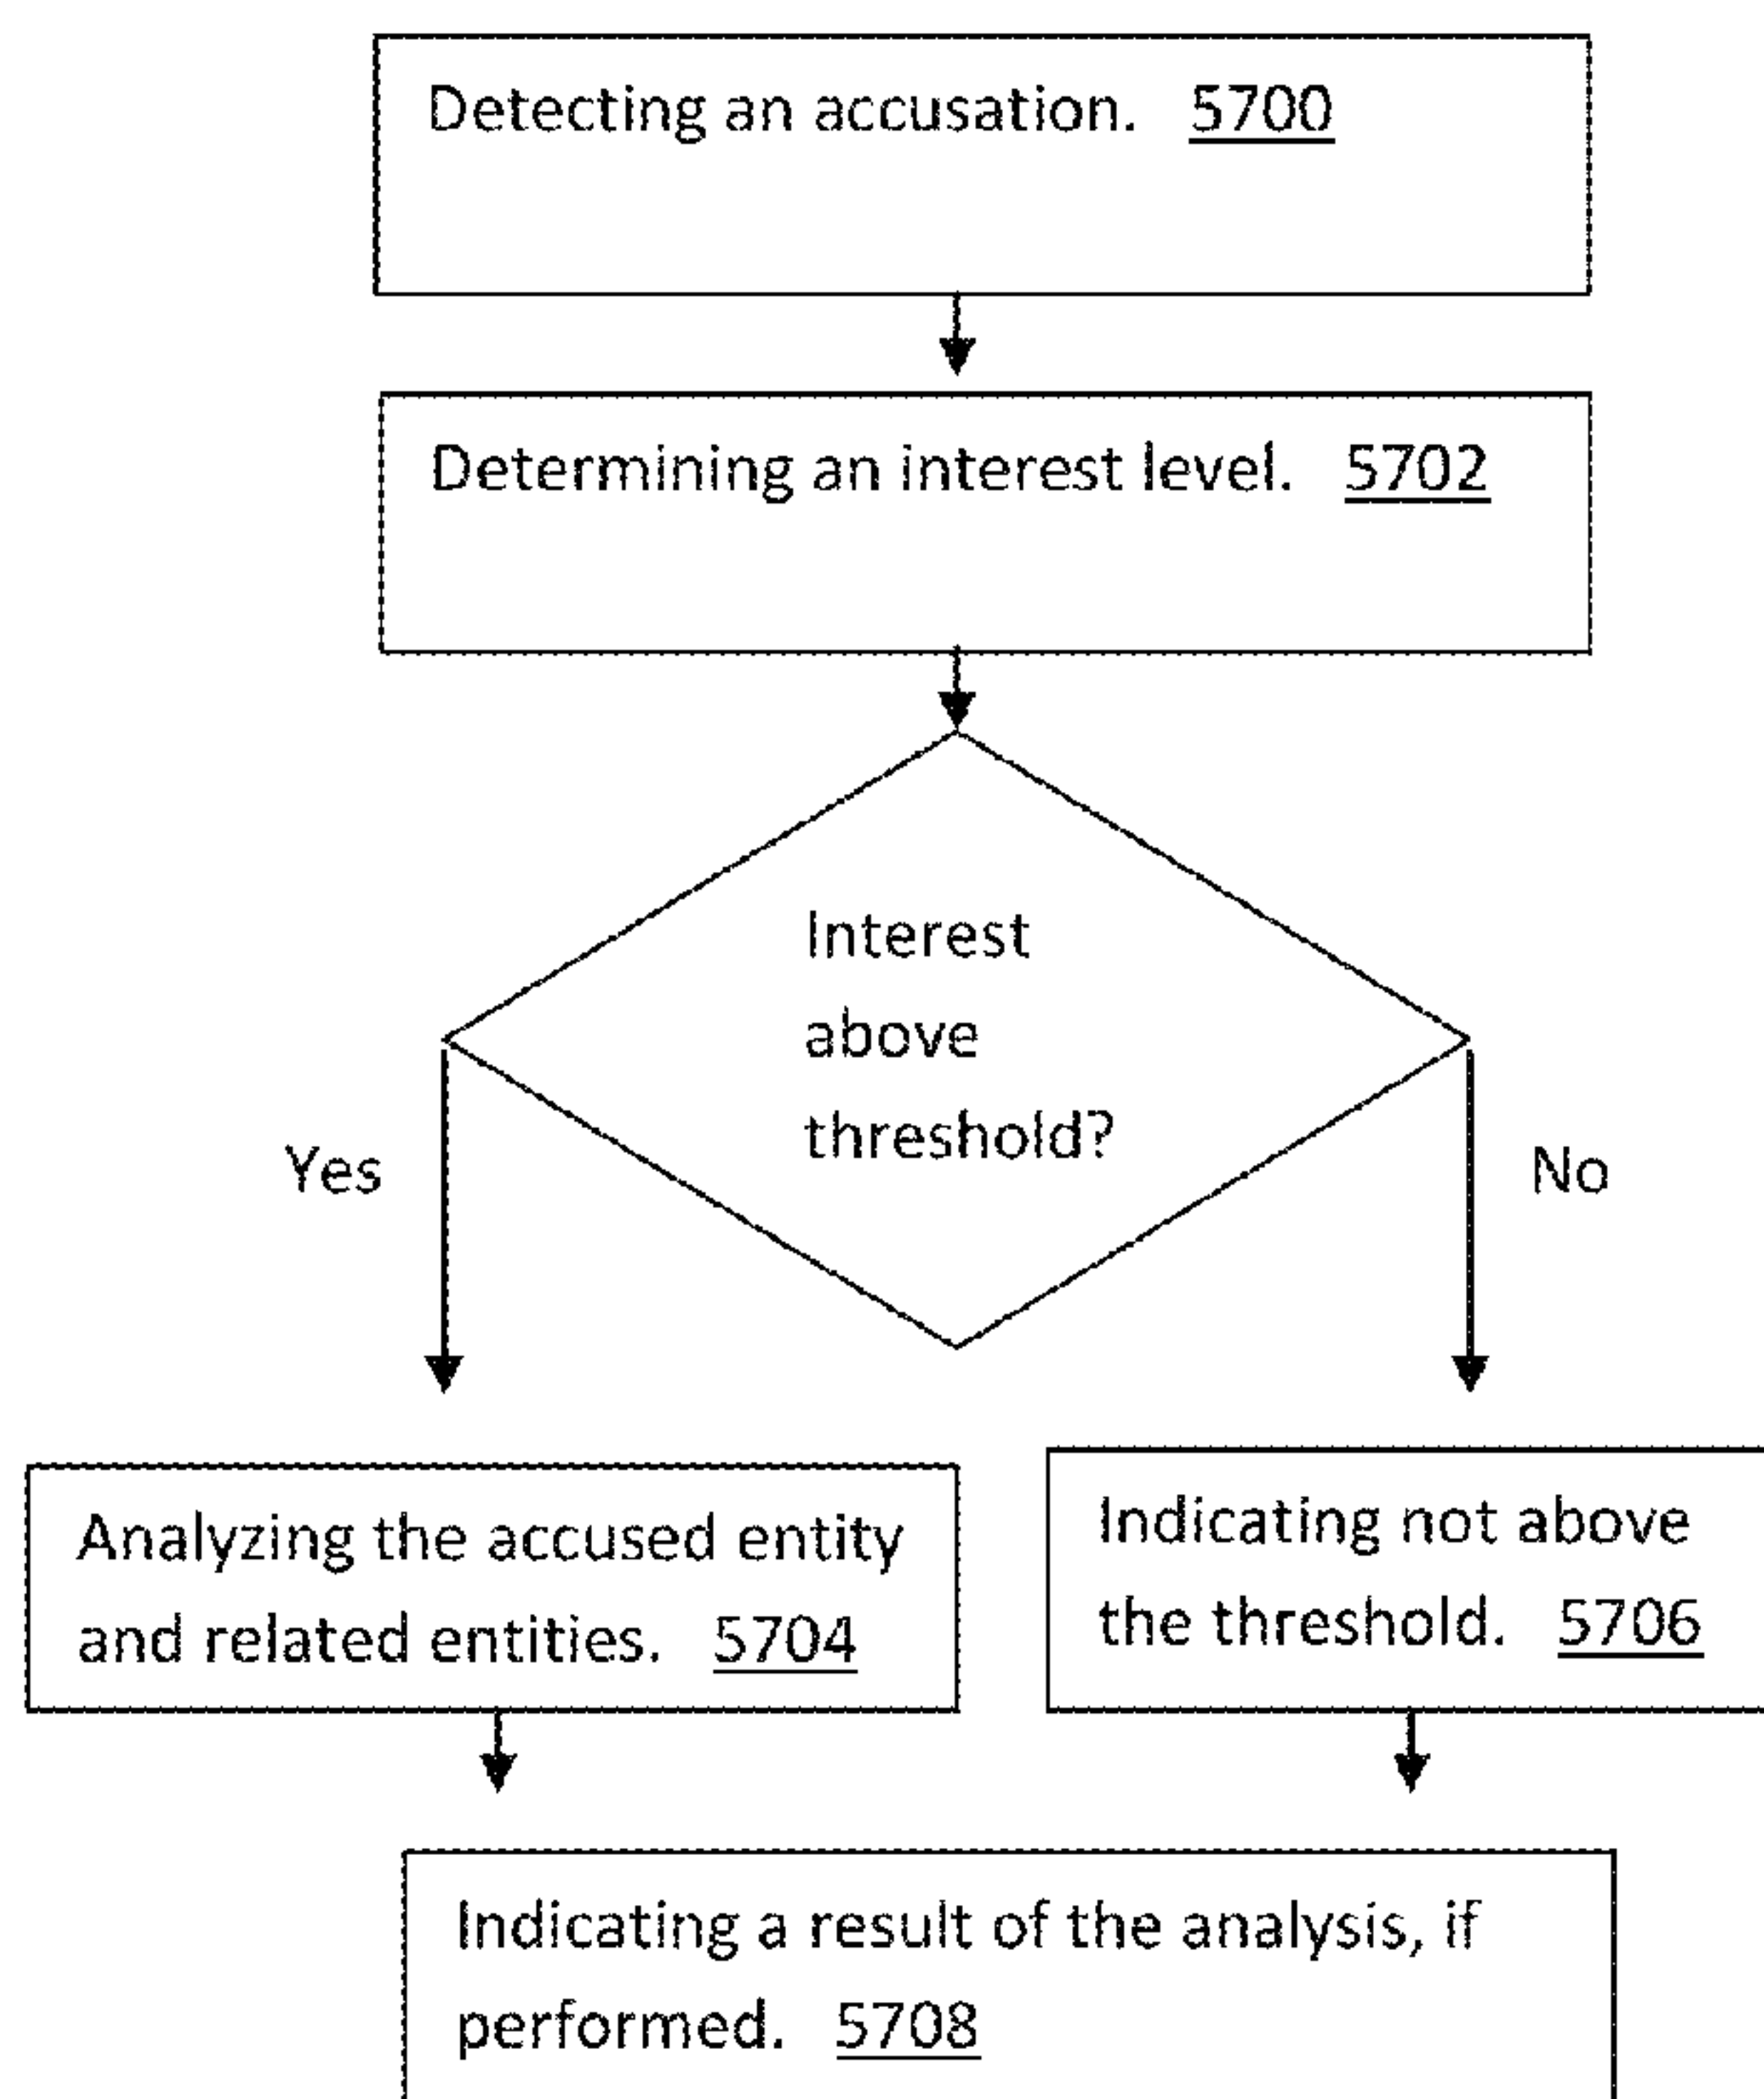 Detecting an accusation. 5700
Determining an interest level. 5702
Interest
above
threshold?
Yes
No
Analyzing the accused entity
and related entities. 5704
Indicating not above
the threshold. 5706
Indicating a result of the analysis, if
performed. 5708